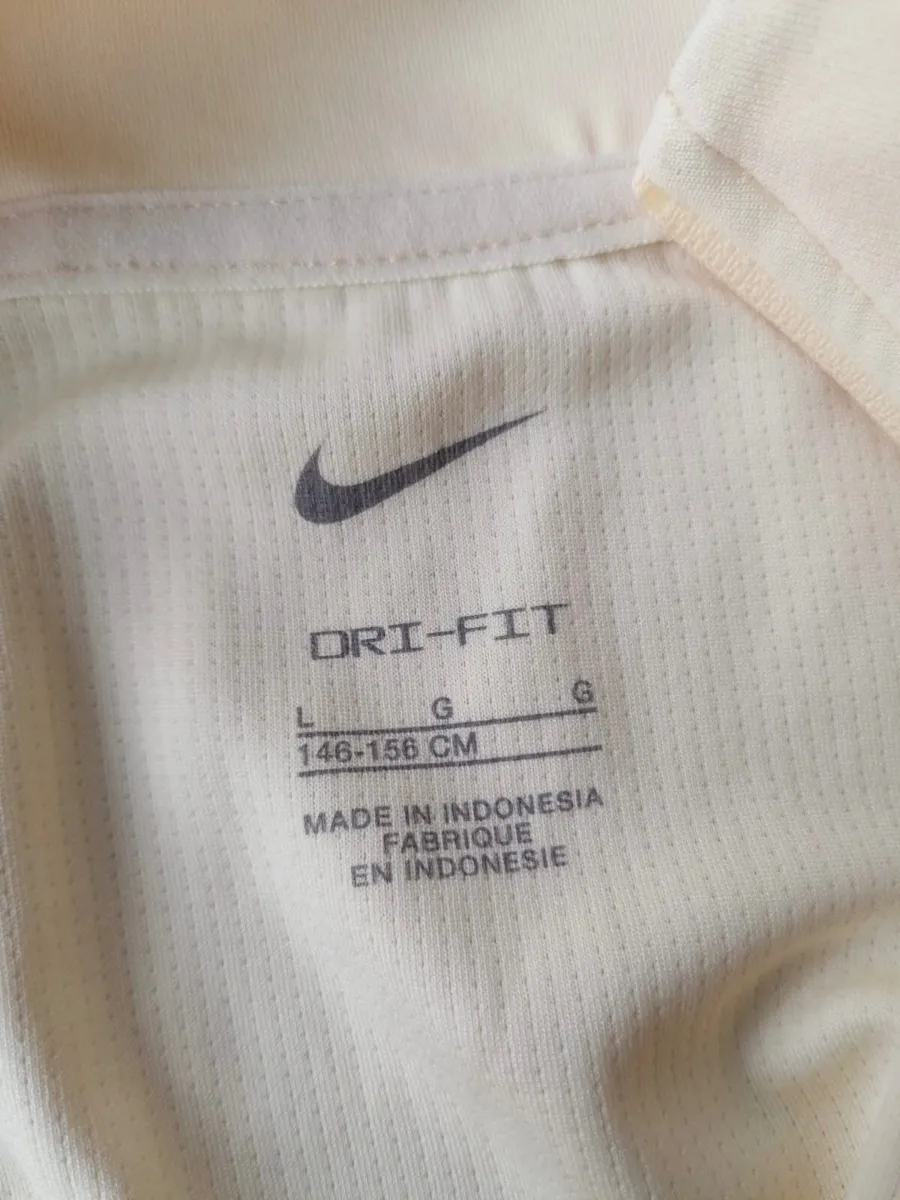 DRI-FIT
L G G
146-156 CM
MADE IN INDONESIA
FABRIQUE
EN INDONESIE